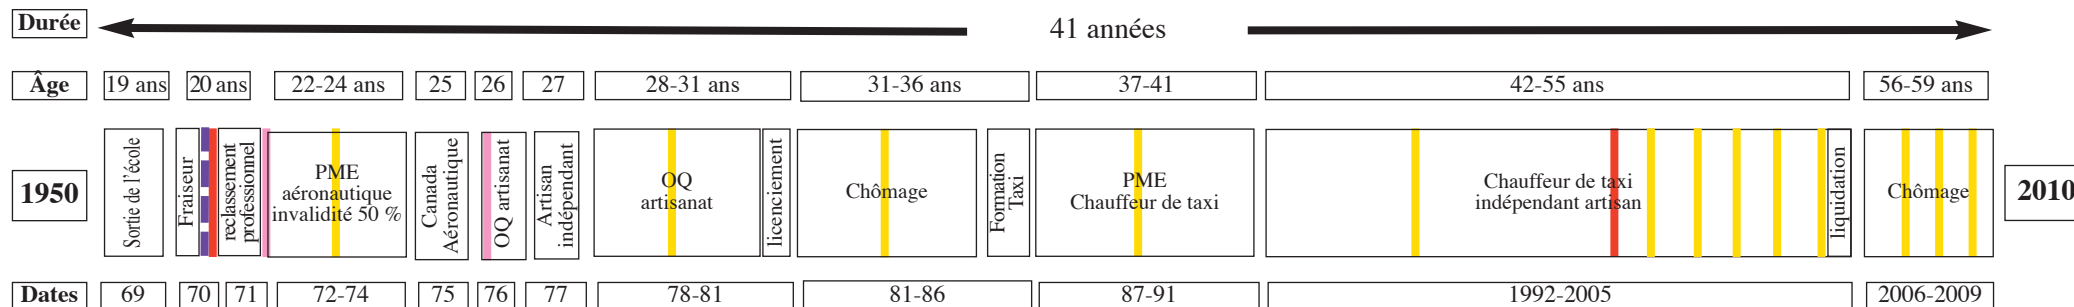 Durée
41 années
Âge
19 ans
20 ans
22-24 ans
25
26
27
28-31 ans
31-36 ans
37-41
42-55 ans
56-59 ans
1950
Sortie de l'école
Fraiseur
reclassement
professionnel
PME
aéronautique
invalidité 50 %
Canada
Aéronautique
OQ artisanat
Artisan
indépendant
OQ
artisanat
licenciement
Chômage
Formation
Taxi
PME
Chauffeur de taxi
Chauffeur de taxi
indépendant artisan
liquidation
Chômage
2010
Dates
69
70
71
72-74
75
76
77
78-81
81-86
87-91
1992-2005
2006-2009